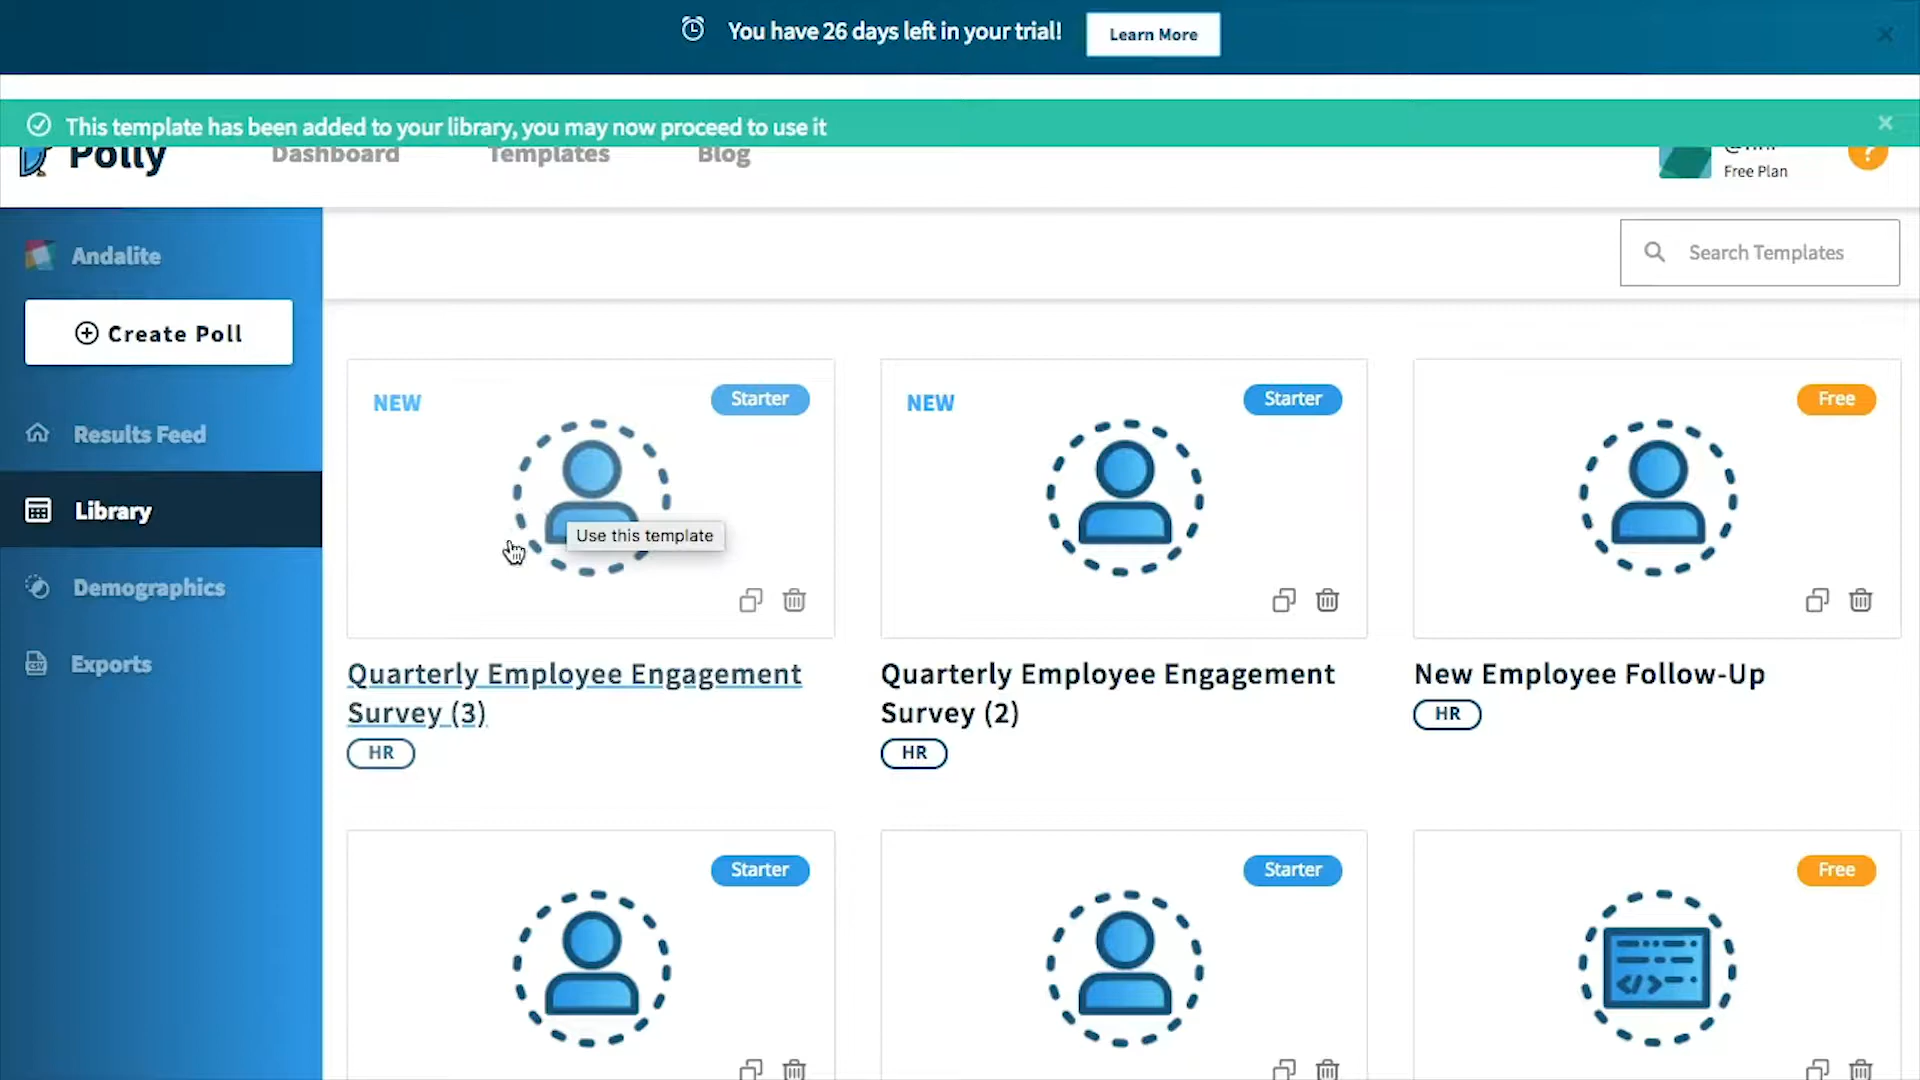 You have 26 days left in your trial!
Learn More
This template has been added to your library, you may now proceed to use it
Polly
Dashboard
Templates
Blog
Free Plan
?
Andalite
Search Templates
Create Poll
Results Feed
Library
Demographics
Exports
NEW
Starter
Use this template
Quarterly Employee Engagement
Survey (3)
HR
NEW
Starter
Quarterly Employee Engagement
Survey (2)
HR
Free
New Employee Follow-Up
HR
Starter
Starter
Free